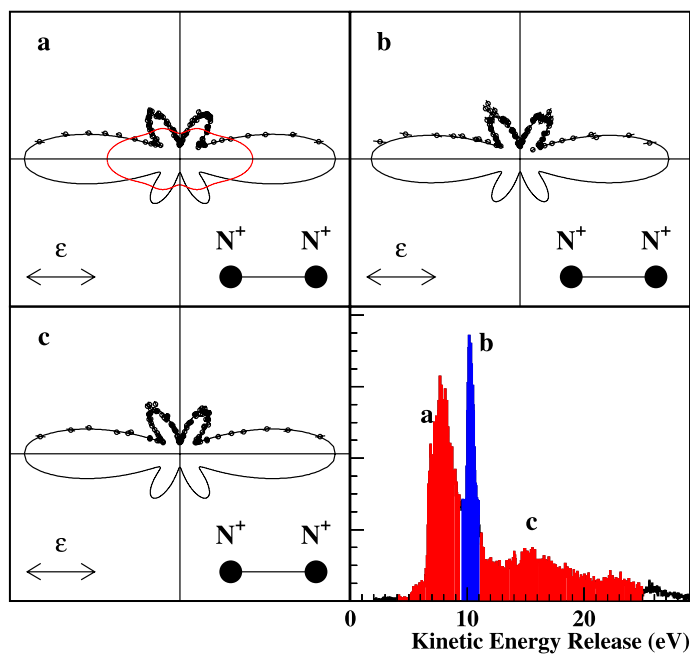 a
b
ε
N⁺ N⁺
ε
N⁺ N⁺
c
ε
N⁺ N⁺
a
b
c
0 10 20
Kinetic Energy Release (eV)